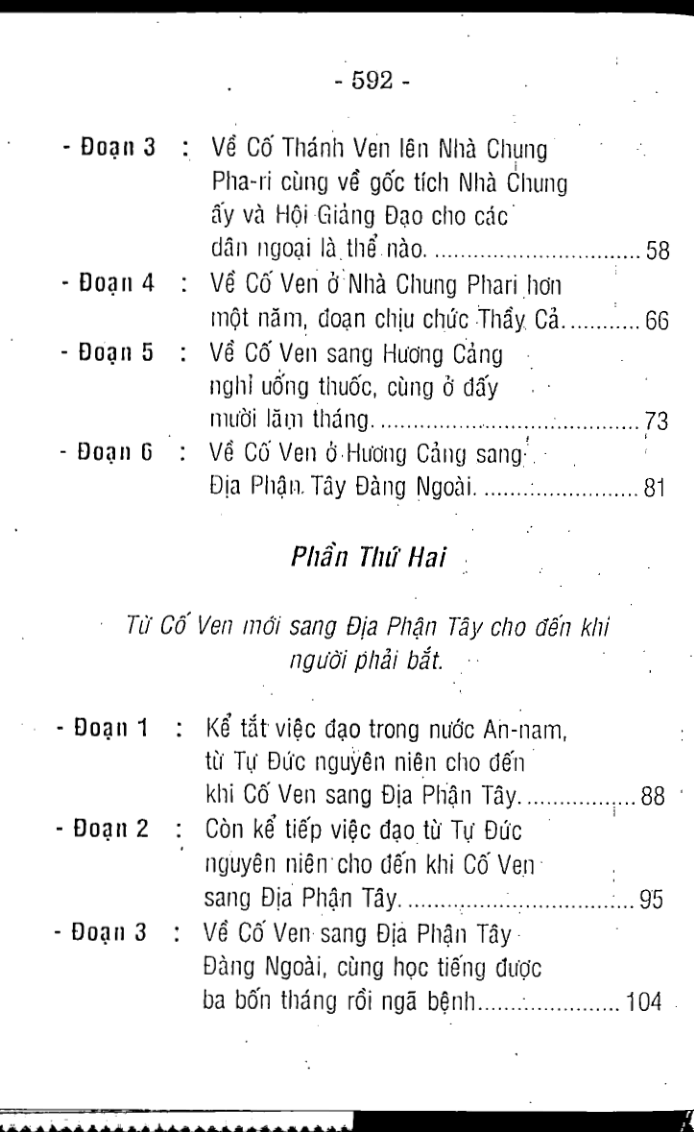 - 592 -
- Đoạn 3 : Về Cố Thánh Ven lên Nhà Chung
Pha-ri cùng về gốc tích Nhà Chung
ấy và Hội Giảng Đạo cho các
dân ngoại là thể nào. ................................ 58
- Đoạn 4 : Về Cố Ven ở Nhà Chung Phari hơn
một năm, đoạn chịu chức Thầy Cả. ........... 66
- Đoạn 5 : Về Cố Ven sang Hương Cảng
nghỉ uống thuốc, cùng ở đấy
mười lăm tháng. ........................................ 73
- Đoạn 6 : Về Cố Ven ở Hương Cảng sang
Địa Phận Tây Đàng Ngoài. ........................ 81
Phần Thứ Hai
Từ Cố Ven mới sang Địa Phận Tây cho đến khi
người phải bắt.
- Đoạn 1 : Kể tắt việc đạo trong nước An-nam,
từ Tự Đức nguyên niên cho đến
khi Cố Ven sang Địa Phận Tây. ................. 88
- Đoạn 2 : Còn kể tiếp việc đạo từ Tự Đức
nguyên niên cho đến khi Cố Ven
sang Địa Phận Tây. ................................... 95
- Đoạn 3 : Về Cố Ven sang Địa Phận Tây
Đàng Ngoài, cùng học tiếng được
ba bốn tháng rồi ngã bệnh...................... 104